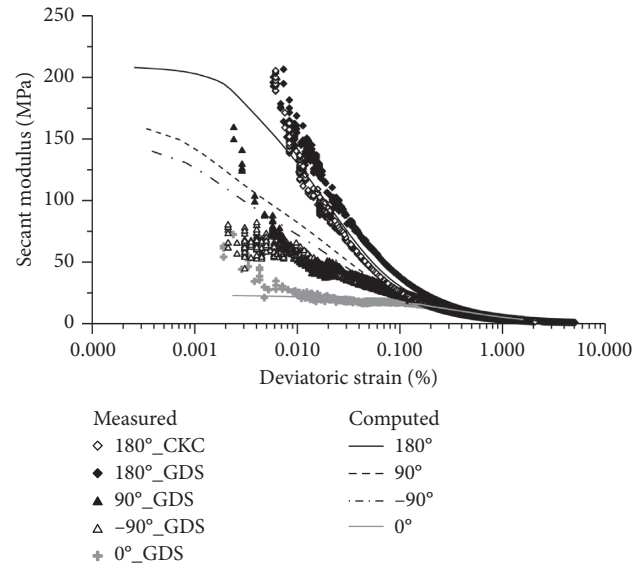 250
200
150
100
50
0
Secant modulus (MPa)
0.000 0.001 0.010 0.100 1.000 10.000
Deviatoric strain (%)
Measured
180°_CKC
180°_GDS
90°_GDS
–90°_GDS
0°_GDS
Computed
180°
90°
–90°
0°